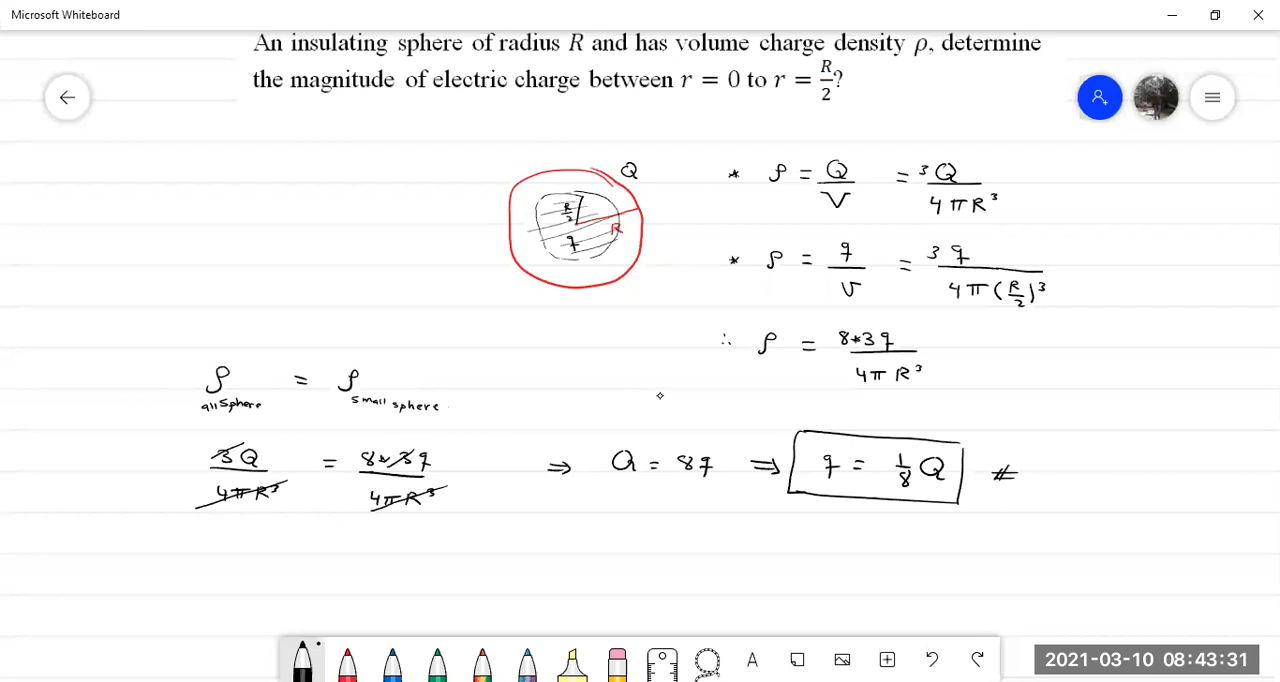 Microsoft Whiteboard
An insulating sphere of radius R and has volume charge density ρ, determine
the magnitude of electric charge between r = 0 to r = R/2?
Q
R/2
R
q
* ρ = Q/V = 3Q/4πR³
* ρ = q/V = 3q/4π(R/2)³
∴ ρ = 8*3q/4πR³
ρ all sphere = ρ small sphere
3Q/4πR³ = 8*3q/4πR³ ⇒ Q = 8q ⇒ q = 1/8 Q #
A
2021-03-10 08:43:31